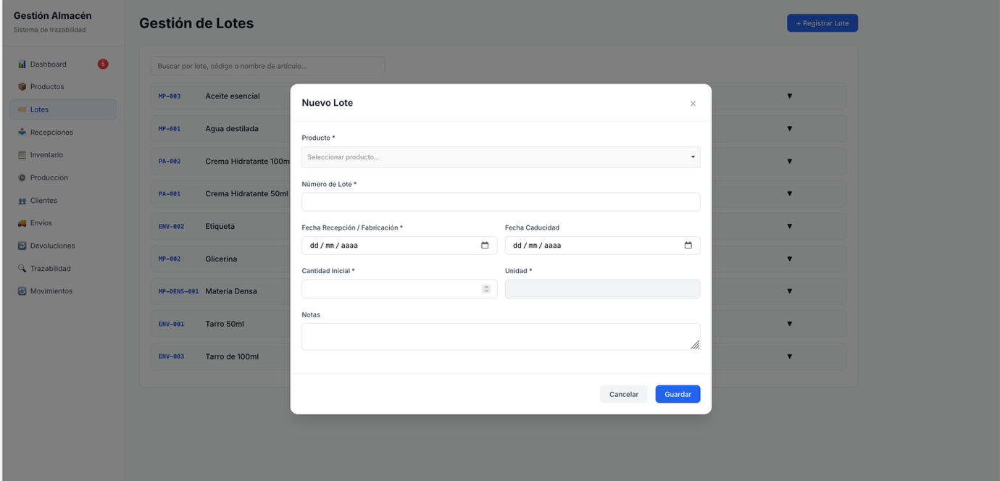 Gestión Almacén
Sistema de trazabilidad
Dashboard 5
Productos
Lotes
Recepciones
Inventario
Producción
Clientes
Envíos
Devoluciones
Trazabilidad
Movimientos
Gestión de Lotes
+ Registrar Lote
Buscar por lote, código o nombre de artículo...
MP-003 Aceite esencial
MP-001 Agua destilada
PA-002 Crema Hidratante 100m
PA-001 Crema Hidratante 50ml
ENV-002 Etiqueta
MP-002 Glicerina
MP-DENS-001 Materia Densa
ENV-001 Tarro 50ml
ENV-003 Tarro de 100ml
Nuevo Lote ×
Producto *
Seleccionar producto...
Número de Lote *
Fecha Recepción / Fabricación * Fecha Caducidad
dd/mm/aaaa dd/mm/aaaa
Cantidad Inicial * Unidad *
Notas
Cancelar Guardar